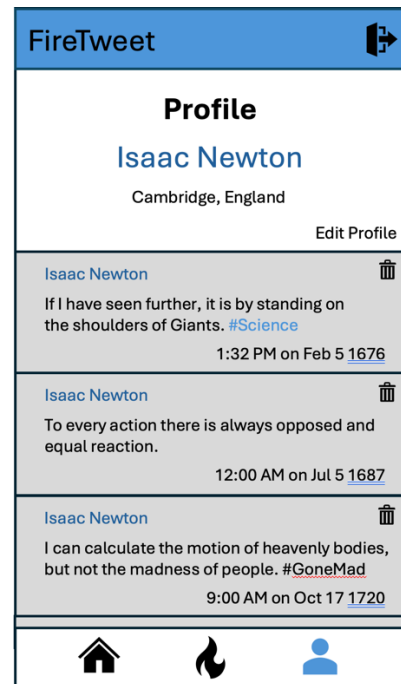 FireTweet
Profile
Isaac Newton
Cambridge, England
Edit Profile
Isaac Newton
If I have seen further, it is by standing on
the shoulders of Giants. #Science
1:32 PM on Feb 5 1676
Isaac Newton
To every action there is always opposed and
equal reaction.
12:00 AM on Jul 5 1687
Isaac Newton
I can calculate the motion of heavenly bodies,
but not the madness of people. #GoneMad
9:00 AM on Oct 17 1720